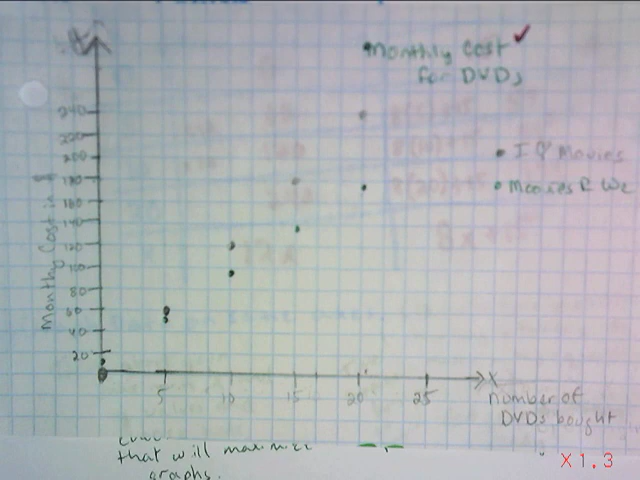 Monthly Cost
for DVDs
240
220
200
180
160
140
120
100
80
60
40
20
Monthly Cost in $
I ♡ Movies
Movies R We
5 10 15 20 25
x
number of
DVDs bought
that will maximize
graphs.
X1.3